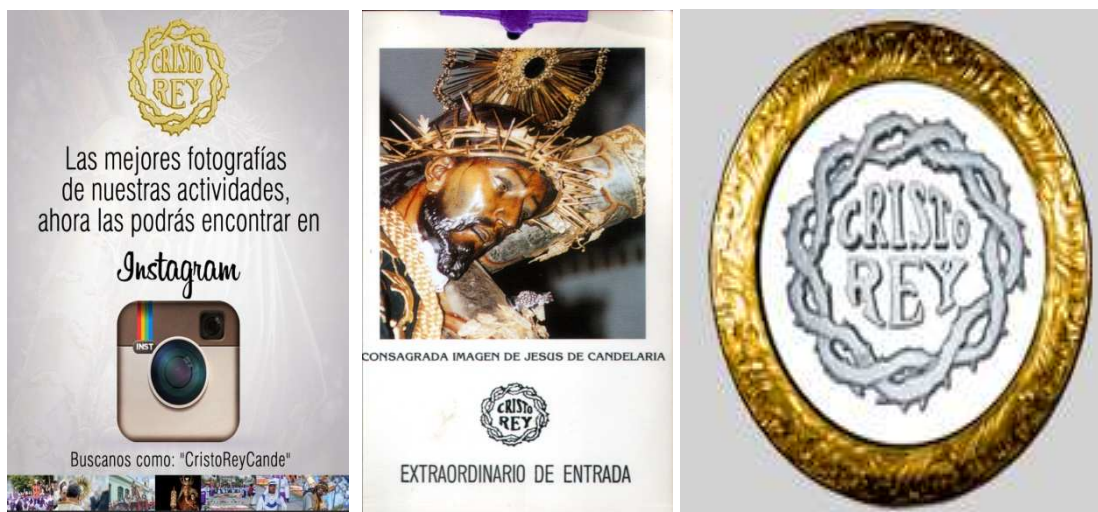 CRISTO
REY
Las mejores fotografías
de nuestras actividades,
ahora las podrás encontrar en
Instagram
INST
Buscanos como: "CristoReyCande"
CONSAGRADA IMAGEN DE JESUS DE CANDELARIA
CRISTO
REY
EXTRAORDINARIO DE ENTRADA
CRISTO
REY